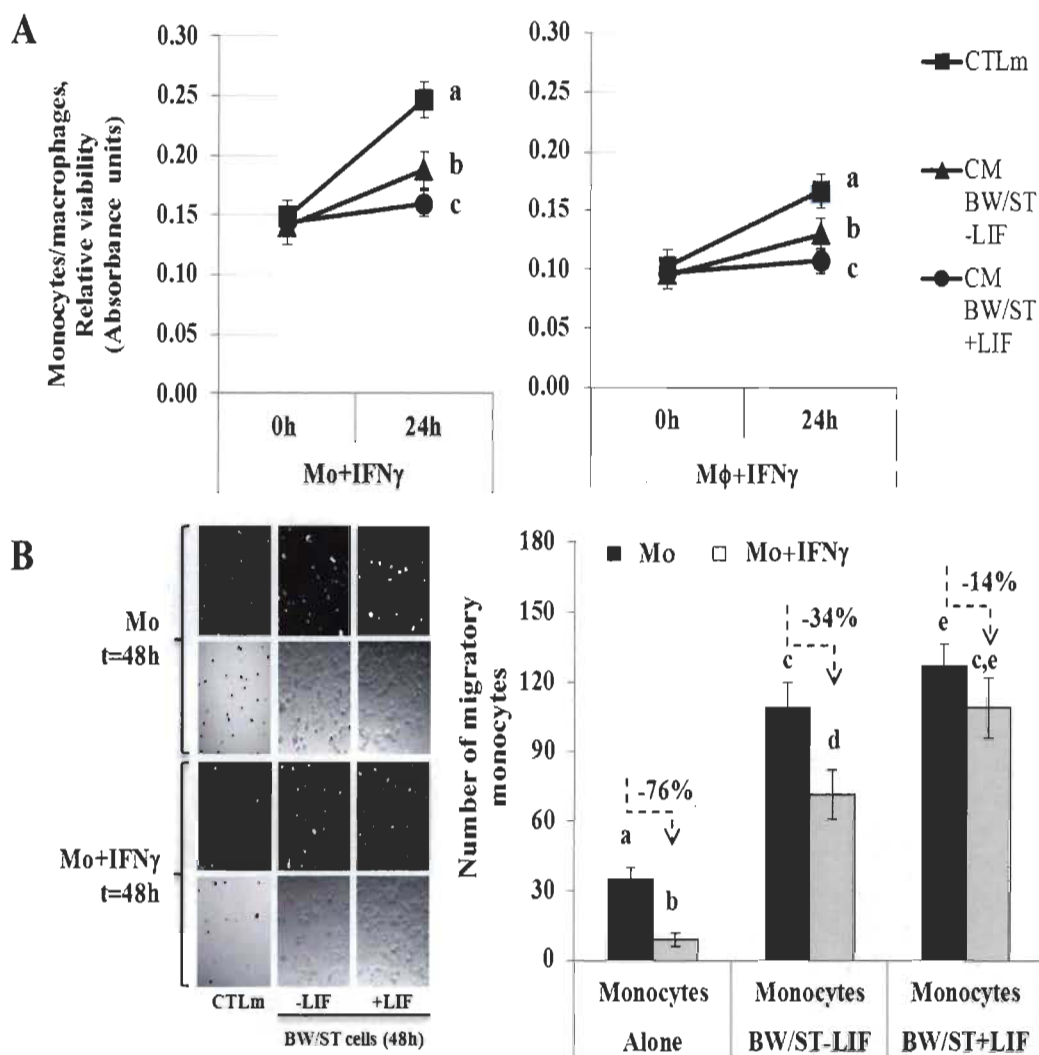 A
Monocytes/macrophages,
Relative viability
(Absorbance units)
0.30
0.25
0.20
0.15
0.10
0.05
0.00
a
b
c
0h
24h
Mo+IFNγ
0.30
0.25
0.20
0.15
0.10
0.05
0.00
a
b
c
0h
24h
Mϕ+IFNγ
CTLm
CM
BW/ST
-LIF
CM
BW/ST
+LIF
B
Mo
t=48h
Mo+IFNγ
t=48h
CTLm
-LIF
+LIF
BW/ST cells (48h)
Number of migratory
monocytes
180
150
120
90
60
30
0
Mo
Mo+IFNγ
-76%
-34%
-14%
a
b
c
d
e
c,e
Monocytes
Alone
Monocytes
BW/ST-LIF
Monocytes
BW/ST+LIF